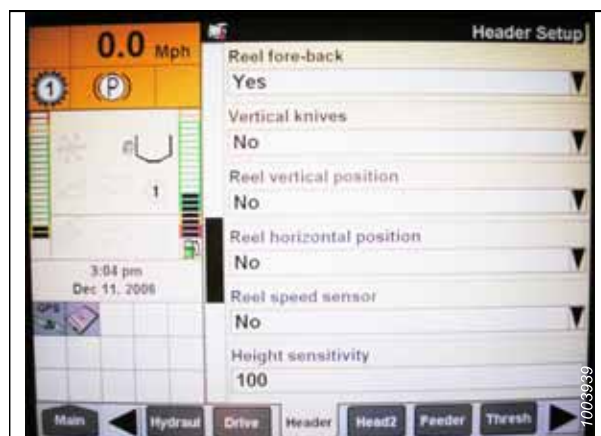 0.0 Mph
1
P
1
3:04 pm
Dec 11, 2006
GPS
Header Setup
Reel fore-back
Yes
Vertical knives
No
Reel vertical position
No
Reel horizontal position
No
Reel speed sensor
No
Height sensitivity
100
Main
Hydraul
Drive
Header
Head2
Feeder
Thresh
1003939